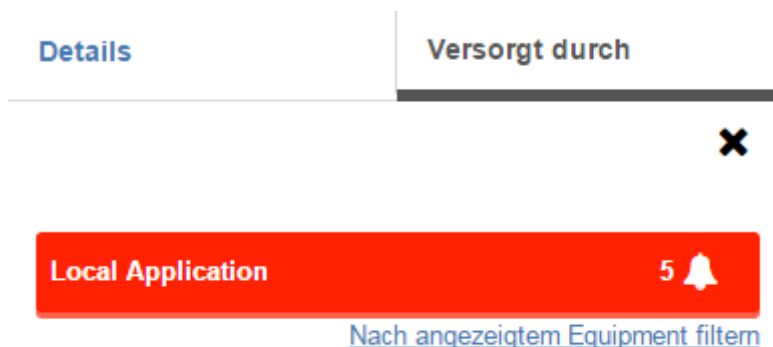 Details
Versorgt durch
Local Application 5
Nach angezeigtem Equipment filtern